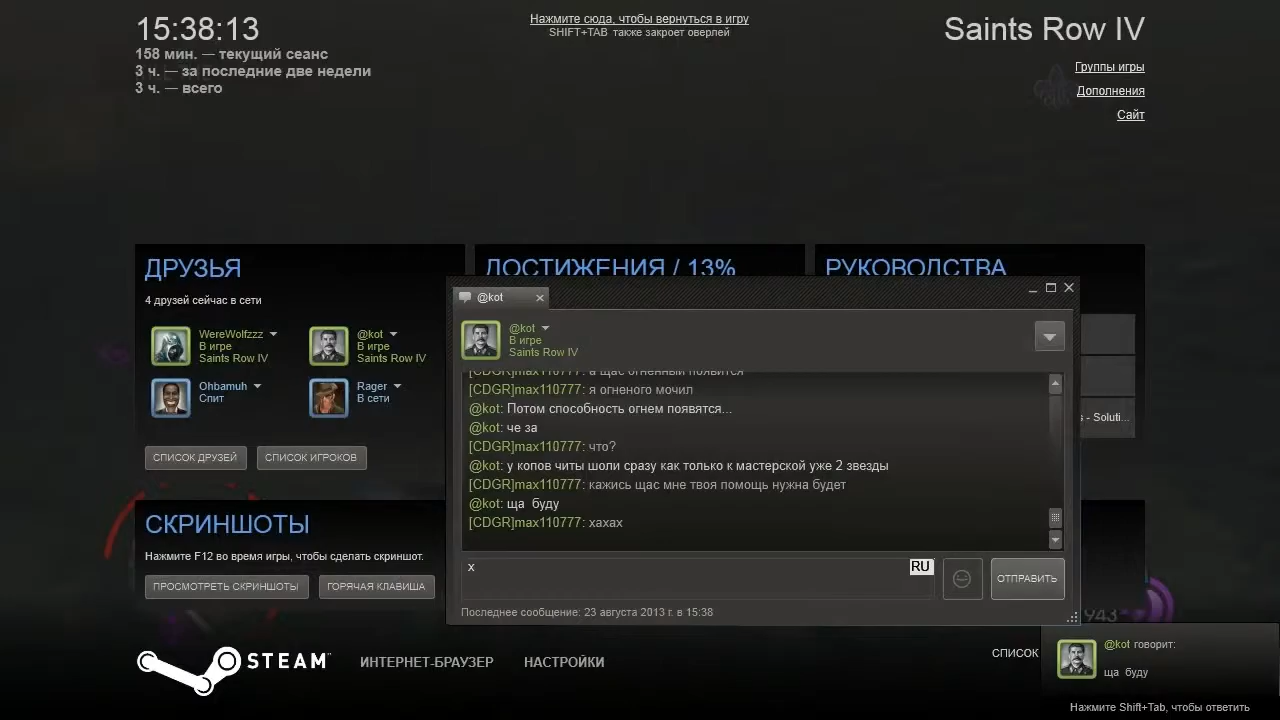 15:38:13
158 мин. — текущий сеанс
3 ч. — за последние две недели
3 ч. — всего
Нажмите сюда, чтобы вернуться в игру
SHIFT+TAB также закроет оверлей
Saints Row IV
Группы игры
Дополнения
Сайт
ДРУЗЬЯ
4 друзей сейчас в сети
WereWolfzzz
В игре
Saints Row IV
@kot
В игре
Saints Row IV
Ohbamuh
Спит
Rager
В сети
СПИСОК ДРУЗЕЙ
СПИСОК ИГРОКОВ
ДОСТИЖЕНИЯ / 13%
РУКОВОДСТВА
s - Soluti...
@kot
@kot
В игре
Saints Row IV
[CDGR]max110777: а щас огненный появится
[CDGR]max110777: я огненого мочил
@kot: Потом способность огнем появятся...
@kot: че за
[CDGR]max110777: что?
@kot: у копов читы шоли сразу как только к мастерской уже 2 звезды
[CDGR]max110777: кажись щас мне твоя помощь нужна будет
@kot: ща буду
[CDGR]max110777: хахах
х
RU
ОТПРАВИТЬ
Последнее сообщение: 23 августа 2013 г. в 15:38
СКРИНШОТЫ
Нажмите F12 во время игры, чтобы сделать скриншот.
ПРОСМОТРЕТЬ СКРИНШОТЫ
ГОРЯЧАЯ КЛАВИША
943
STEAM
ИНТЕРНЕТ-БРАУЗЕР
НАСТРОЙКИ
СПИСОК
@kot говорит:
ща буду
Нажмите Shift+Tab, чтобы ответить